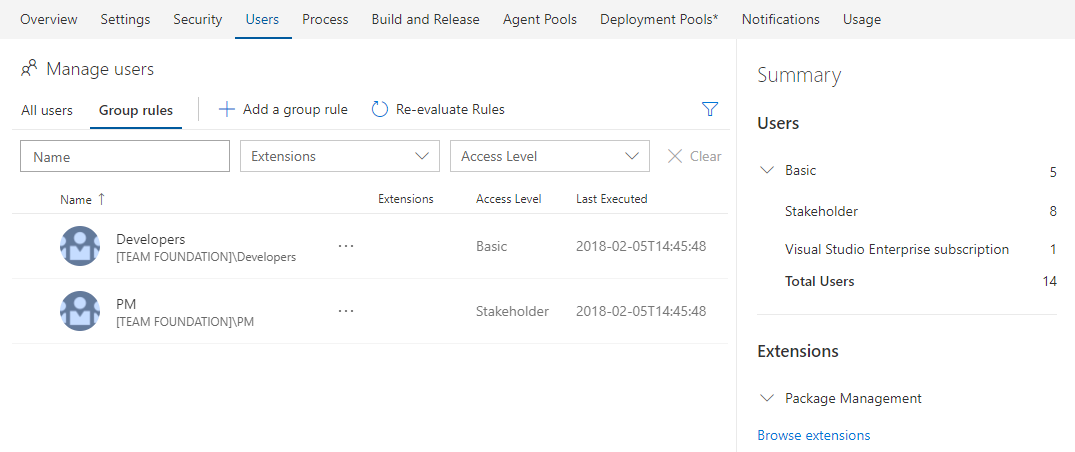 Overview Settings Security Users Process Build and Release Agent Pools Deployment Pools* Notifications Usage
Manage users
All users Group rules Add a group rule Re-evaluate Rules
Name Extensions Access Level Clear
Name ↑ Extensions Access Level Last Executed
Developers
[TEAM FOUNDATION]\Developers
... Basic 2018-02-05T14:45:48
PM
[TEAM FOUNDATION]\PM
... Stakeholder 2018-02-05T14:45:48
Summary
Users
Basic 5
Stakeholder 8
Visual Studio Enterprise subscription 1
Total Users 14
Extensions
Package Management
Browse extensions